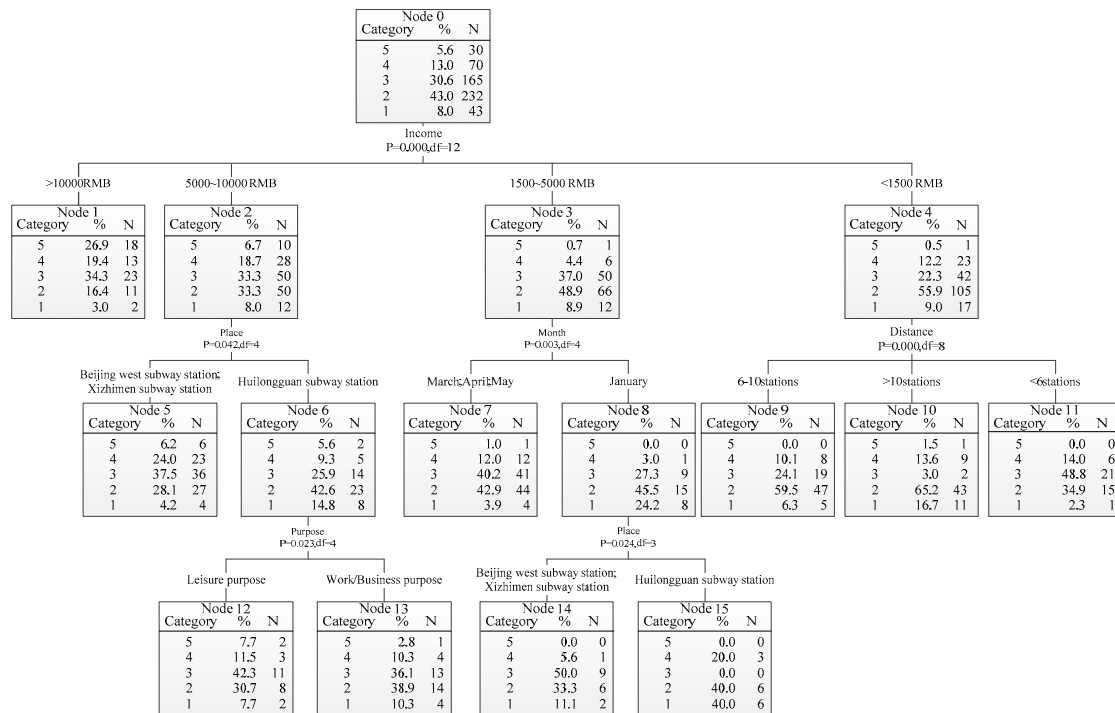 Node 0
Category % N
5 5.6 30
4 13.0 70
3 30.6 165
2 43.0 232
1 8.0 43
Income
P=0.000,df=12
>10000RMB
5000~10000 RMB
1500~5000 RMB
<1500 RMB
Node 1
Category % N
5 26.9 18
4 19.4 13
3 34.3 23
2 16.4 11
1 3.0 2
Node 2
Category % N
5 6.7 10
4 18.7 28
3 33.3 50
2 33.3 50
1 8.0 12
Node 3
Category % N
5 0.7 1
4 4.4 6
3 37.0 50
2 48.9 66
1 8.9 12
Node 4
Category % N
5 0.5 1
4 12.2 23
3 22.3 42
2 55.9 105
1 9.0 17
Place
P=0.042,df=4
Month
P=0.003,df=4
Distance
P=0.000,df=8
Beijing west subway station;
Xizhimen subway station
Huilongguan subway station
March;April;May
January
6-10stations
>10stations
<6stations
Node 5
Category % N
5 6.2 6
4 24.0 23
3 37.5 36
2 28.1 27
1 4.2 4
Node 6
Category % N
5 5.6 2
4 9.3 5
3 25.9 14
2 42.6 23
1 14.8 8
Node 7
Category % N
5 1.0 1
4 12.0 12
3 40.2 41
2 42.9 44
1 3.9 4
Node 8
Category % N
5 0.0 0
4 3.0 1
3 27.3 9
2 45.5 15
1 24.2 8
Node 9
Category % N
5 0.0 0
4 10.1 8
3 24.1 19
2 59.5 47
1 6.3 5
Node 10
Category % N
5 1.5 1
4 13.6 9
3 3.0 2
2 65.2 43
1 16.7 11
Node 11
Category % N
5 0.0 0
4 14.0 6
3 48.8 21
2 34.9 15
1 2.3 1
Purpose
P=0.023,df=4
Place
P=0.024,df=3
Leisure purpose
Work/Business purpose
Beijing west subway station;
Xizhimen subway station
Huilongguan subway station
Node 12
Category % N
5 7.7 2
4 11.5 3
3 42.3 11
2 30.7 8
1 7.7 2
Node 13
Category % N
5 2.8 1
4 10.3 4
3 36.1 13
2 38.9 14
1 10.3 4
Node 14
Category % N
5 0.0 0
4 5.6 1
3 50.0 9
2 33.3 6
1 11.1 2
Node 15
Category % N
5 0.0 0
4 20.0 3
3 0.0 0
2 40.0 6
1 40.0 6